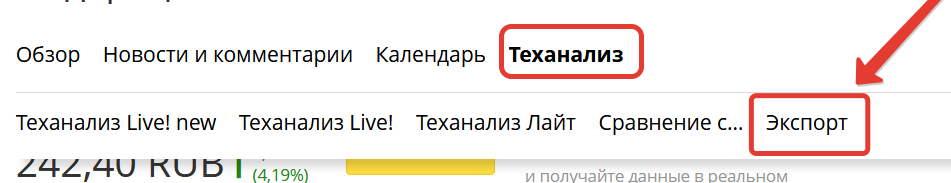 Обзор Новости и комментарии Календарь Теханализ
Теханализ Live! new Теханализ Live! Теханализ Лайт Сравнение с... Экспорт
242,40 RUB (4,19%)
и получайте данные в реальном